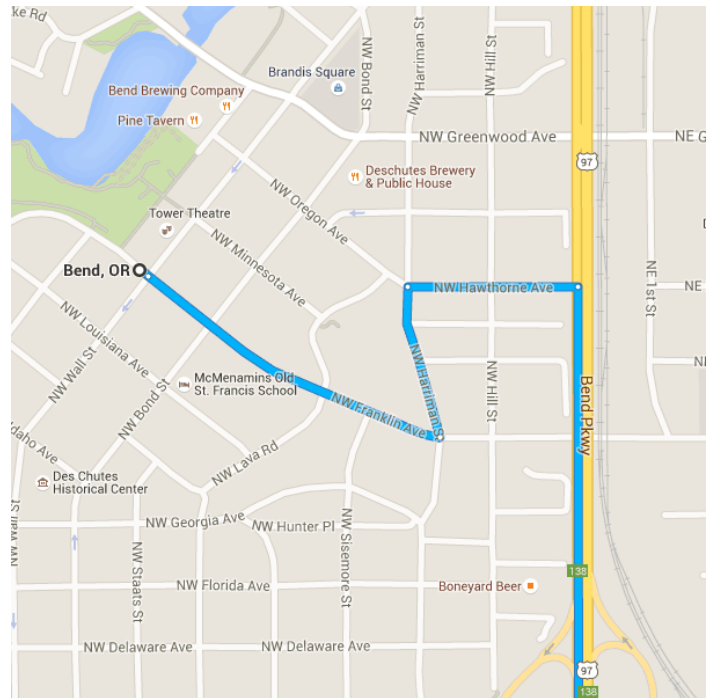 ke Rd
Brandis Square
NW Bond St
NW Harriman St
NW Hill St
Bend Brewing Company
Pine Tavern
NW Greenwood Ave
NE G
97
Deschutes Brewery
& Public House
NW Oregon Ave
Tower Theatre
NW Minnesota Ave
NE 1st St
Bend, OR
NW Hawthorne Ave
NE
NW Louisiana Ave
NW Wall St
NW Bond St
McMenamins Old
St. Francis School
NW Franklin Ave
NW Harriman S
NW Hill St
Bend Pkwy
NE
Idaho Ave
NW Lava Rd
Des Chutes
Historical Center
NW Wall St
NW Georgia Ave
NW Hunter Pl
NW Staats St
NW Sisemore St
NW Florida Ave
Boneyard Beer
138
NW Delaware Ave
NW Delaware Ave
97
138